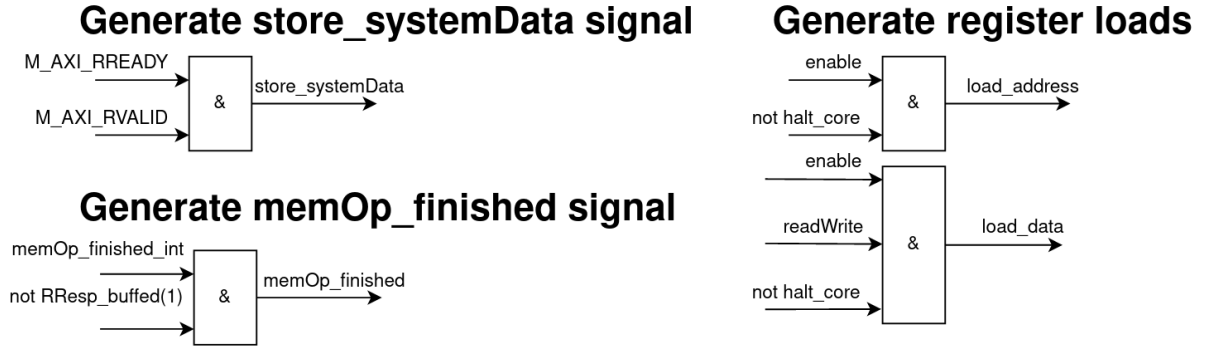 Generate store_systemData signal
M_AXI_RREADY
&
store_systemData
M_AXI_RVALID
Generate memOp_finished signal
memOp_finished_int
not RResp_buffed(1)
&
memOp_finished
Generate register loads
enable
&
load_address
not halt_core
enable
readWrite
&
load_data
not halt_core